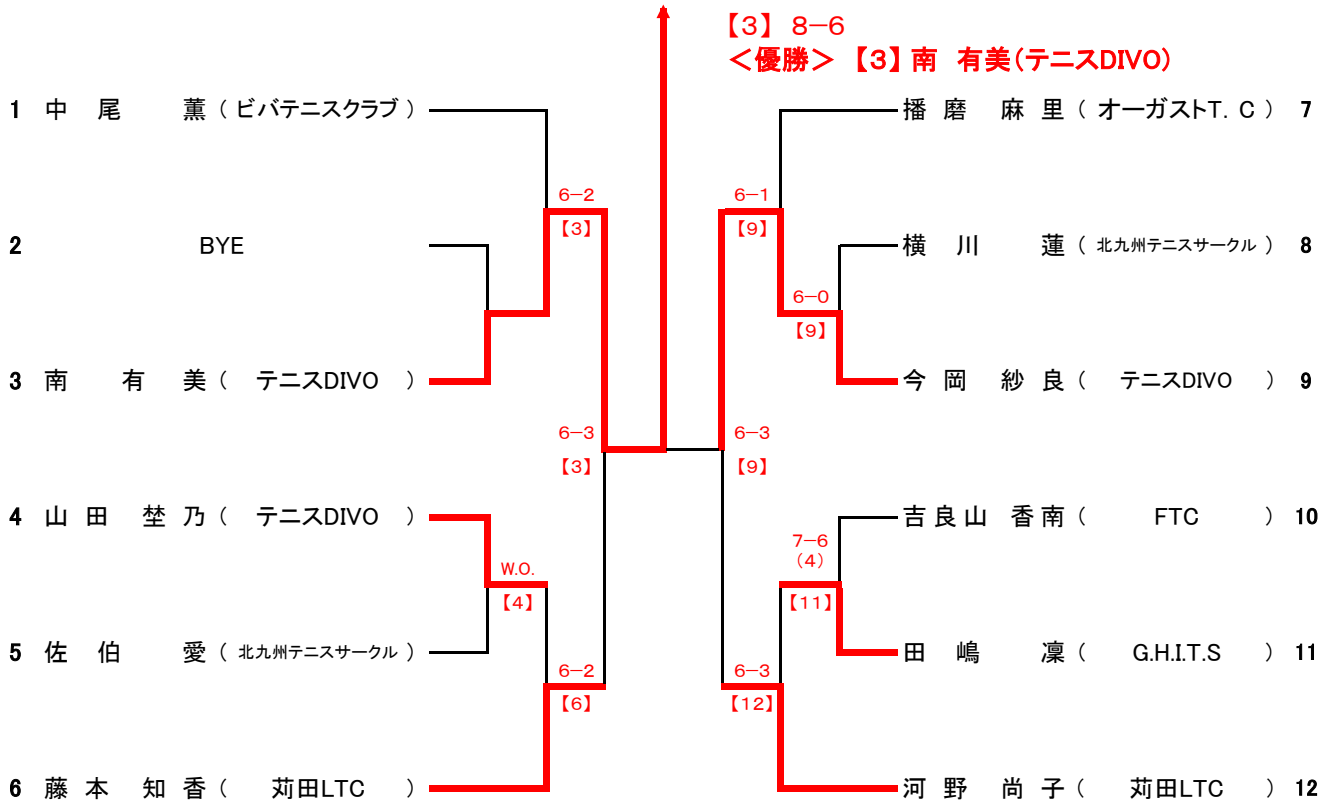 【3】 8-6
＜優勝＞ 【3】 南 有美(テニスDIVO)
1 中尾 薫 ( ビバテニスクラブ )
播磨 麻里 ( オーガストT.C ) 7
6-2
【3】
6-1
【9】
2 BYE
横川 蓮 ( 北九州テニスサークル ) 8
6-0
【9】
3 南 有美 ( テニスDIVO )
今岡 紗良 ( テニスDIVO ) 9
6-3
【3】
6-3
【9】
4 山田 埜乃 ( テニスDIVO )
吉良山 香南 ( FTC ) 10
W.O.
【4】
7-6
(4)
【11】
5 佐伯 愛 ( 北九州テニスサークル )
田嶋 凜 ( G.H.I.T.S ) 11
6-2
【6】
6-3
【12】
6 藤本 知香 ( 苅田LTC )
河野 尚子 ( 苅田LTC ) 12